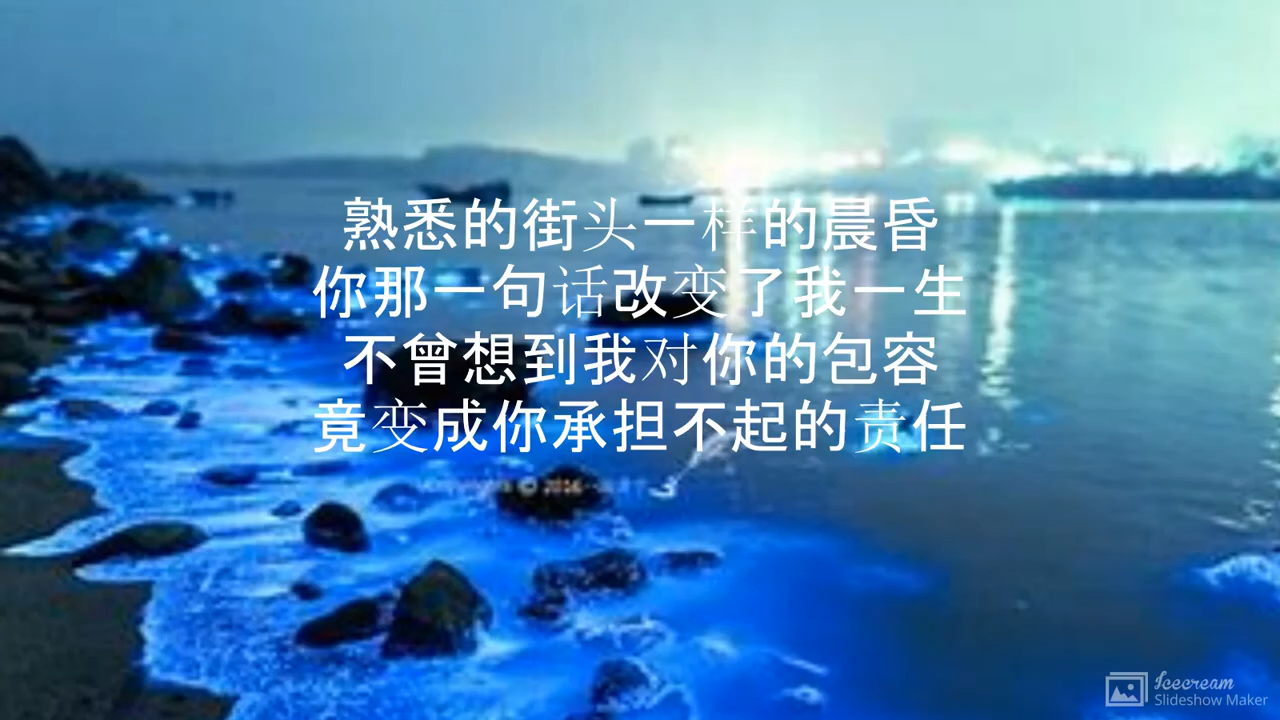 熟悉的街头一样的晨昏
你那一句话改变了我一生
不曾想到我对你的包容
竟变成你承担不起的责任
© 2016
Icecream
Slideshow Maker